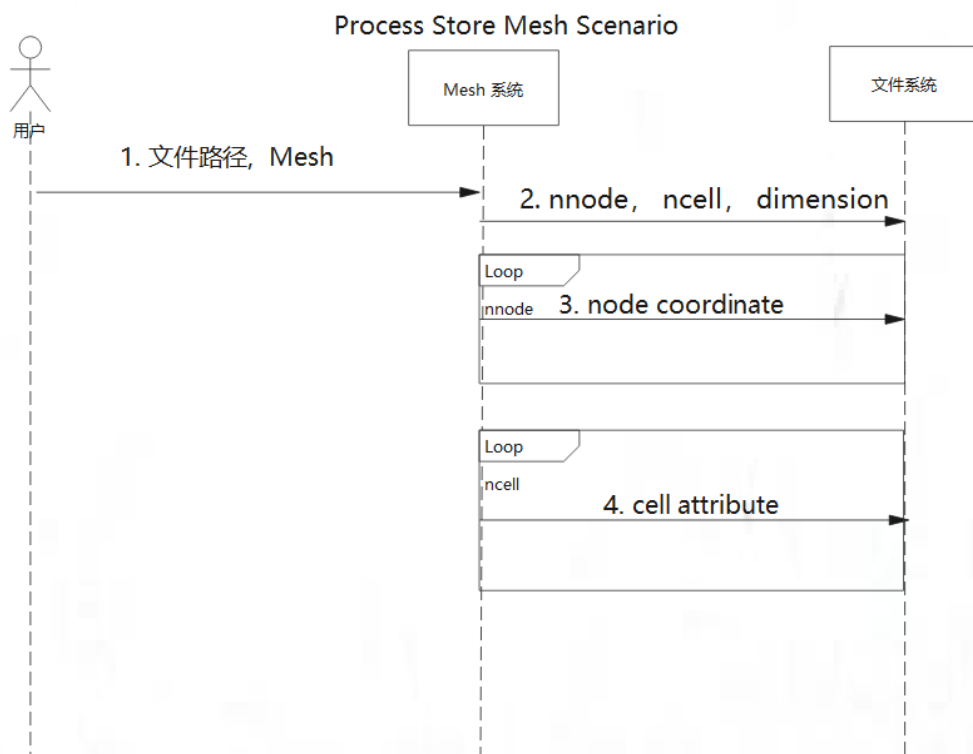 Process Store Mesh Scenario
Mesh 系统
文件系统
用户
1. 文件路径, Mesh
2. nnode, ncell, dimension
Loop
nnode
3. node coordinate
Loop
ncell
4. cell attribute